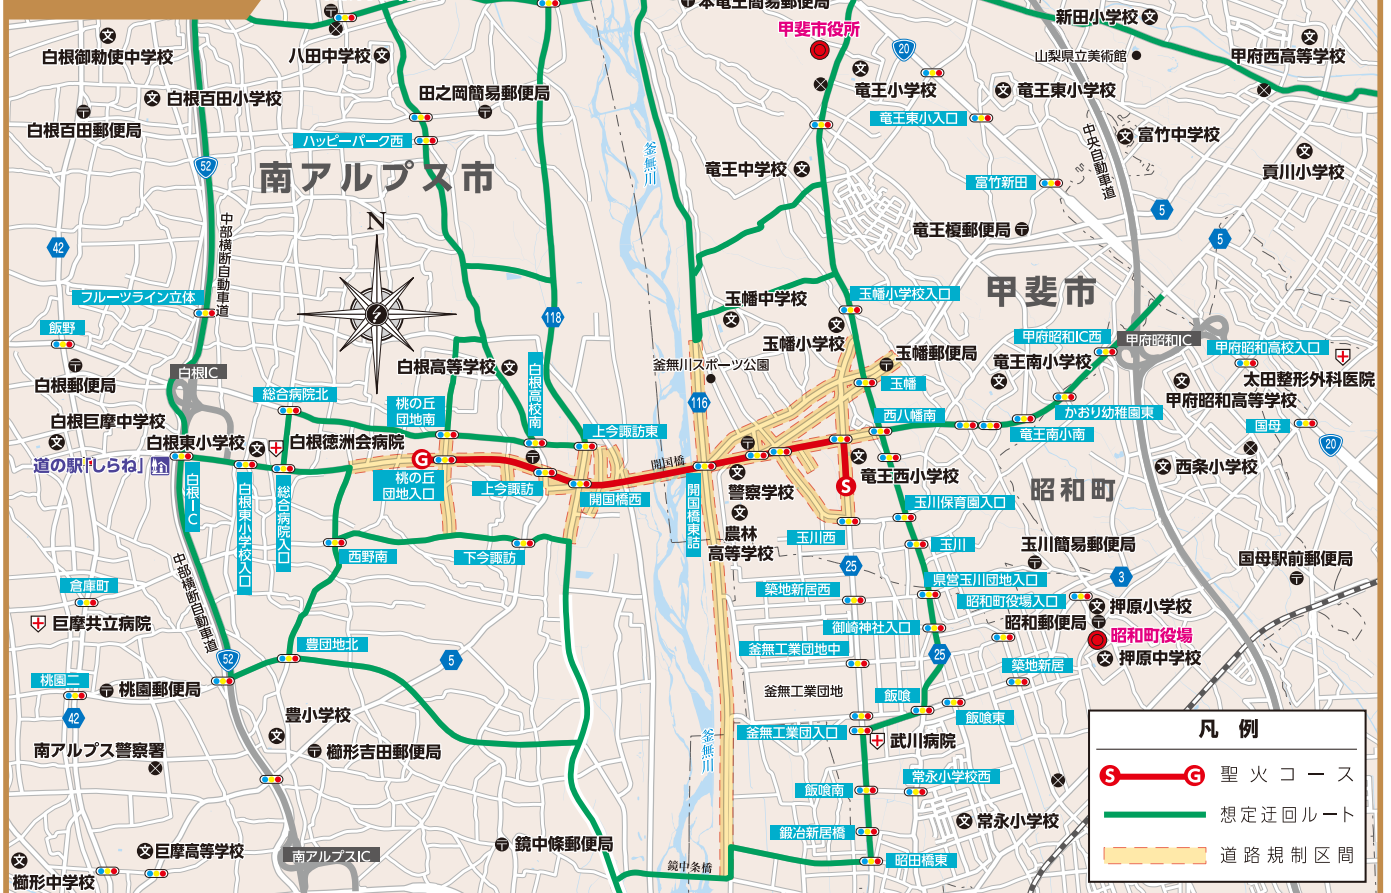 本竜王簡易郵便局
甲斐市役所
新田小学校
白根御勅使中学校
八田中学校
20
山梨県立美術館
甲府西高等学校
白根百田小学校
田之岡簡易郵便局
竜王小学校
竜王東小学校
白根百田郵便局
竜王東小入口
富竹中学校
ハッピーパーク西
釜無川
中央自動車道
貢川小学校
52
南アルプス市
竜王中学校
富竹新田
5
42
中部横断自動車道
N
竜王榎郵便局
5
フルーツライン立体
玉幡中学校
玉幡小学校入口
甲斐市
飯野
118
玉幡小学校
甲府昭和IC西
甲府昭和IC
甲府昭和高校入口
白根IC
白根高等学校
白根高校南
釜無川スポーツ公園
玉幡郵便局
竜王南小学校
太田整形外科医院
白根郵便局
総合病院北
桃の丘
団地南
116
玉幡
甲府昭和高等学校
白根巨摩中学校
西八幡南
かおり幼稚園東
国母
白根東小学校
白根徳洲会病院
上今諏訪東
竜王南小南
20
道の駅「しらね」
G
開国橋
西条小学校
白根IC
白根東小学校入口
総合病院入口
桃の丘
団地入口
上今諏訪
開国橋西
開国橋東詰
警察学校
S
竜王西小学校
昭和町
農林
高等学校
玉川保育園入口
西野南
下今諏訪
玉川西
玉川
玉川簡易郵便局
国母駅前郵便局
中部横断自動車道
25
倉庫町
築地新居西
県営玉川団地入口
3
昭和町役場入口
押原小学校
巨摩共立病院
御崎神社入口
昭和郵便局
昭和町役場
豊団地北
52
5
釜無工業団地中
25
築地新居
押原中学校
桃園二
桃園郵便局
釜無工業団地
飯喰
42
豊小学校
飯喰東
凡例
南アルプス警察署
櫛形吉田郵便局
釜無川
釜無工業団入口
武川病院
S
G
聖火コース
飯喰南
常永小学校西
想定迂回ルート
鍛冶新居橋
常永小学校
巨摩高等学校
南アルプスIC
鏡中條郵便局
鏡中条橋
昭田橋東
道路規制区間
櫛形中学校